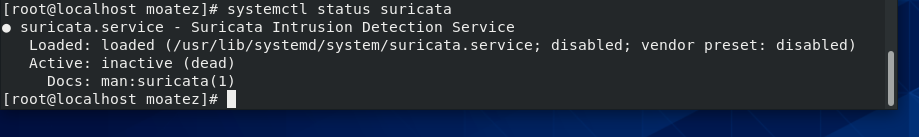 [root@localhost moatez]# systemctl status suricata
● suricata.service - Suricata Intrusion Detection Service
   Loaded: loaded (/usr/lib/systemd/system/suricata.service; disabled; vendor preset: disabled)
   Active: inactive (dead)
     Docs: man:suricata(1)
[root@localhost moatez]#